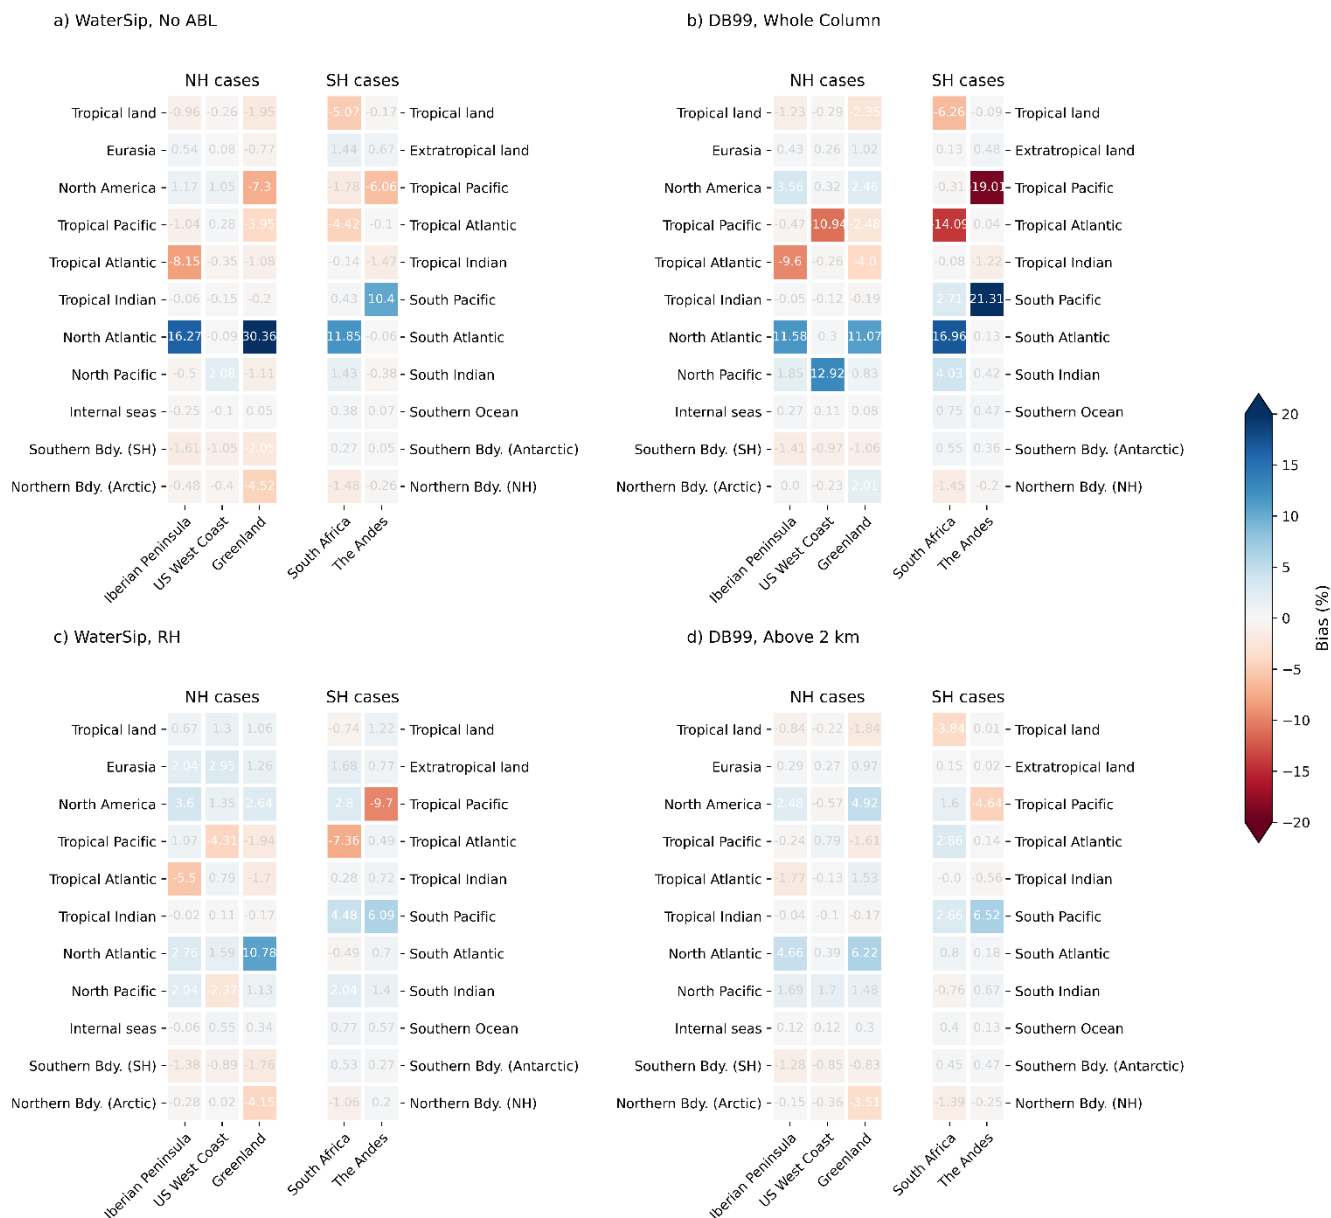 a) WaterSip, No ABL
NH cases SH cases
Tropical land -0.96 -0.26 -1.95 -5.07 -0.17 Tropical land
Eurasia 0.54 0.08 -0.77 1.44 0.67 Extratropical land
North America 1.17 1.05 -7.3 -1.78 -6.06 Tropical Pacific
Tropical Pacific -1.04 0.28 -3.95 -4.42 -0.1 Tropical Atlantic
Tropical Atlantic -8.15 -0.35 -1.08 -0.14 -1.47 Tropical Indian
Tropical Indian -0.06 -0.15 -0.2 0.43 10.4 South Pacific
North Atlantic 16.27 -0.09 30.36 11.85 -0.06 South Atlantic
North Pacific -0.5 2.08 -1.11 1.43 -0.38 South Indian
Internal seas -0.25 -0.1 0.05 0.38 0.07 Southern Ocean
Southern Bdy. (SH) -1.61 -1.05 -2.05 0.27 0.05 Southern Bdy. (Antarctic)
Northern Bdy. (Arctic) -0.48 -0.4 -4.52 -1.48 -0.26 Northern Bdy. (NH)
Iberian Peninsula US West Coast Greenland South Africa The Andes
b) DB99, Whole Column
NH cases SH cases
Tropical land -1.23 -0.29 -2.35 -6.26 -0.09 Tropical land
Eurasia 0.43 0.26 1.02 0.13 0.48 Extratropical land
North America 3.56 0.32 2.46 -0.31 -19.01 Tropical Pacific
Tropical Pacific -0.47 -10.94 -2.48 -14.09 0.04 Tropical Atlantic
Tropical Atlantic -9.6 -0.26 -4.0 -0.08 -1.22 Tropical Indian
Tropical Indian -0.05 -0.12 -0.19 2.71 21.31 South Pacific
North Atlantic 11.58 0.3 11.07 16.96 0.13 South Atlantic
North Pacific 1.85 12.92 0.83 4.03 0.42 South Indian
Internal seas 0.27 0.11 0.08 0.75 0.47 Southern Ocean
Southern Bdy. (SH) -1.41 -0.97 -1.06 0.55 0.36 Southern Bdy. (Antarctic)
Northern Bdy. (Arctic) 0.0 -0.23 2.01 -1.45 -0.2 Northern Bdy. (NH)
Iberian Peninsula US West Coast Greenland South Africa The Andes
c) WaterSip, RH
NH cases SH cases
Tropical land 0.67 1.3 1.06 -0.74 1.22 Tropical land
Eurasia 2.04 2.95 1.26 1.68 0.77 Extratropical land
North America 3.6 1.35 2.64 2.8 -9.7 Tropical Pacific
Tropical Pacific 1.07 -4.31 -1.94 -7.36 0.49 Tropical Atlantic
Tropical Atlantic -5.5 0.79 -1.7 0.28 0.72 Tropical Indian
Tropical Indian -0.02 0.11 -0.17 4.48 6.09 South Pacific
North Atlantic 2.76 1.59 10.78 -0.49 0.7 South Atlantic
North Pacific 2.04 -2.37 1.13 2.04 1.4 South Indian
Internal seas -0.06 0.55 0.34 0.77 0.57 Southern Ocean
Southern Bdy. (SH) -1.38 -0.89 -1.76 0.53 0.27 Southern Bdy. (Antarctic)
Northern Bdy. (Arctic) -0.28 0.02 -4.15 -1.06 0.2 Northern Bdy. (NH)
Iberian Peninsula US West Coast Greenland South Africa The Andes
d) DB99, Above 2 km
NH cases SH cases
Tropical land -0.84 -0.22 -1.84 -3.84 0.01 Tropical land
Eurasia 0.29 0.27 0.97 0.15 0.02 Extratropical land
North America 2.48 -0.57 4.92 1.6 -4.64 Tropical Pacific
Tropical Pacific -0.24 0.79 -1.61 2.86 0.14 Tropical Atlantic
Tropical Atlantic -1.77 -0.13 1.53 -0.0 -0.56 Tropical Indian
Tropical Indian -0.04 -0.1 -0.17 2.66 6.52 South Pacific
North Atlantic 4.66 0.39 6.22 0.8 0.18 South Atlantic
North Pacific 1.69 1.7 1.48 -0.76 0.67 South Indian
Internal seas 0.12 0.12 0.3 0.4 0.13 Southern Ocean
Southern Bdy. (SH) -1.28 -0.85 -0.83 0.45 0.47 Southern Bdy. (Antarctic)
Northern Bdy. (Arctic) -0.15 -0.36 -3.51 -1.39 -0.25 Northern Bdy. (NH)
Iberian Peninsula US West Coast Greenland South Africa The Andes
20
15
10
5
0
−5
−10
−15
−20
Bias (%)